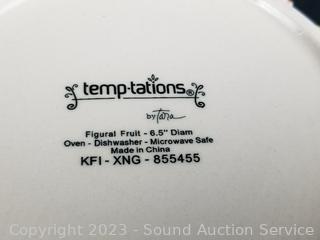 temp-tations®
by Tara
Figural Fruit - 6.5" Diam
Oven - Dishwasher - Microwave Safe
Made in China
KFI - XNG - 855455
Copyright 2023 - Sound Auction Service